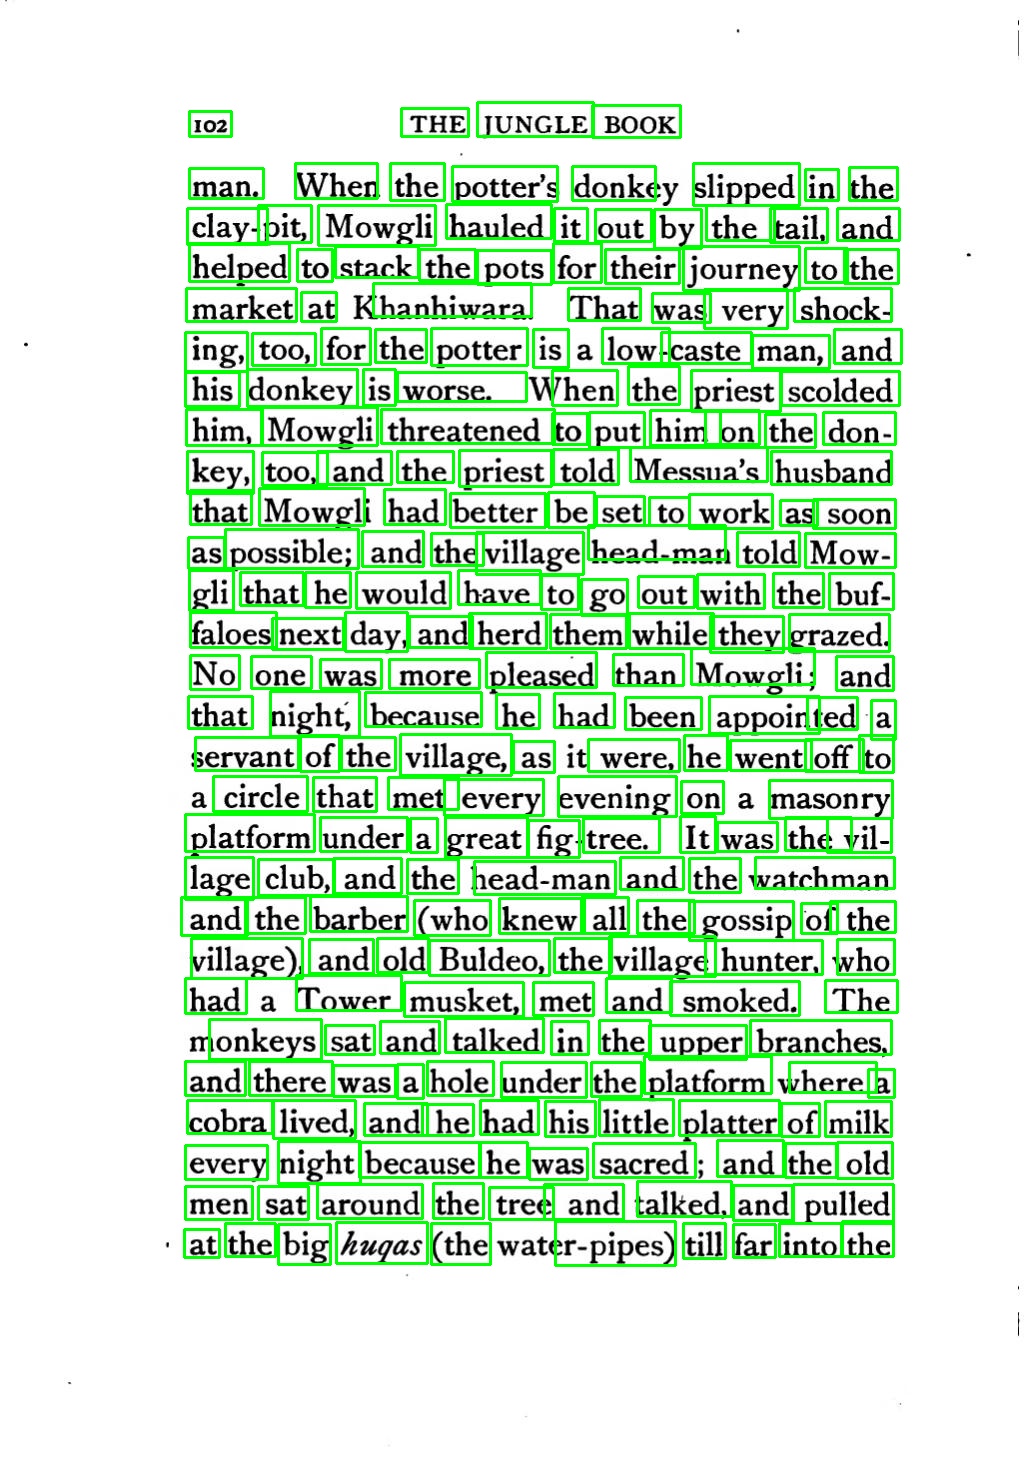 102 THE JUNGLE BOOK
man. When the potter's donkey slipped in the
clay-pit, Mowgli hauled it out by the tail, and
helped to stack the pots for their journey to the
market at Khanhiwara. That was very shock-
ing, too, for the potter is a low-caste man, and
his donkey is worse. When the priest scolded
him, Mowgli threatened to put him on the don-
key, too, and the priest told Messua's husband
that Mowgli had better be set to work as soon
as possible; and the village head-man told Mow-
gli that he would have to go out with the buf-
faloes next day, and herd them while they grazed.
No one was more pleased than Mowgli; and
that night, because he had been appointed a
servant of the village, as it were, he went off to
a circle that met every evening on a masonry
platform under a great fig-tree. It was the vil-
lage club, and the head-man and the watchman
and the barber (who knew all the gossip of the
village), and old Buldeo, the village hunter, who
had a Tower musket, met and smoked. The
monkeys sat and talked in the upper branches,
and there was a hole under the platform where a
cobra lived, and he had his little platter of milk
every night because he was sacred; and the old
men sat around the tree and talked, and pulled
at the big huqas (the water-pipes) till far into the